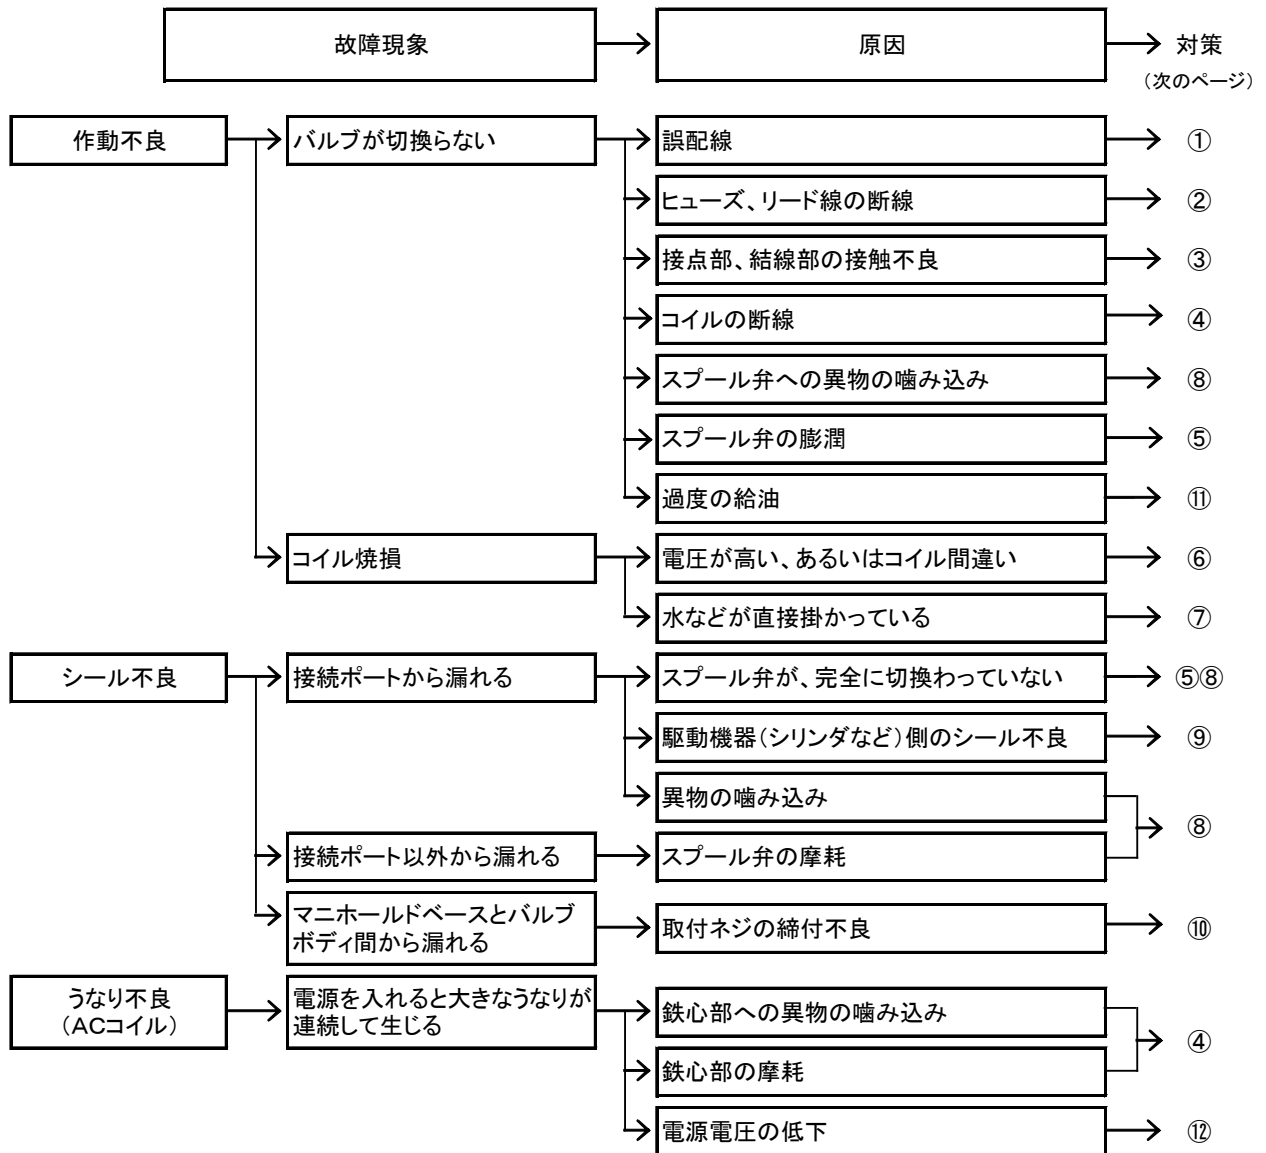 故障現象
原因
対策
(次のページ)
作動不良
バルブが切換らない
誤配線
①
ヒューズ、リード線の断線
②
接点部、結線部の接触不良
③
コイルの断線
④
スプール弁への異物の噛み込み
⑧
スプール弁の膨潤
⑤
過度の給油
⑪
コイル焼損
電圧が高い、あるいはコイル間違い
⑥
水などが直接掛かっている
⑦
シール不良
接続ポートから漏れる
スプール弁が、完全に切換わっていない
⑤⑧
駆動機器(シリンダなど)側のシール不良
⑨
異物の噛み込み
⑧
接続ポート以外から漏れる
スプール弁の摩耗
マニホールドベースとバルブ
ボディ間から漏れる
取付ネジの締付不良
⑩
うなり不良
(ACコイル)
電源を入れると大きなうなりが
連続して生じる
鉄心部への異物の噛み込み
④
鉄心部の摩耗
電源電圧の低下
⑫